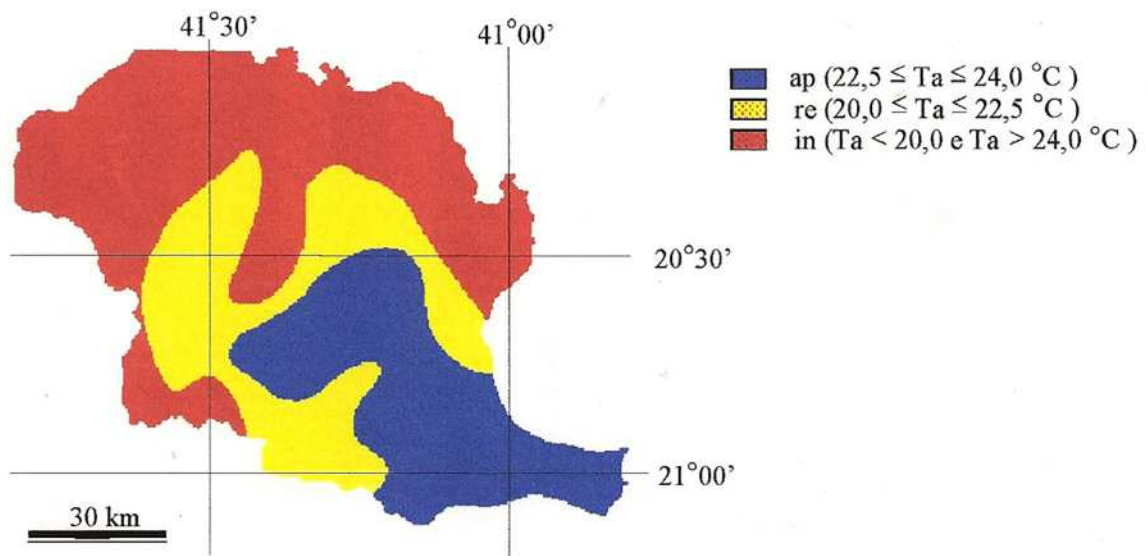 41°30’
41°00’
ap (22,5 ≤ Ta ≤ 24,0 °C )
re (20,0 ≤ Ta ≤ 22,5 °C)
in (Ta < 20,0 e Ta > 24,0 °C )
20°30’
21°00’
30 km